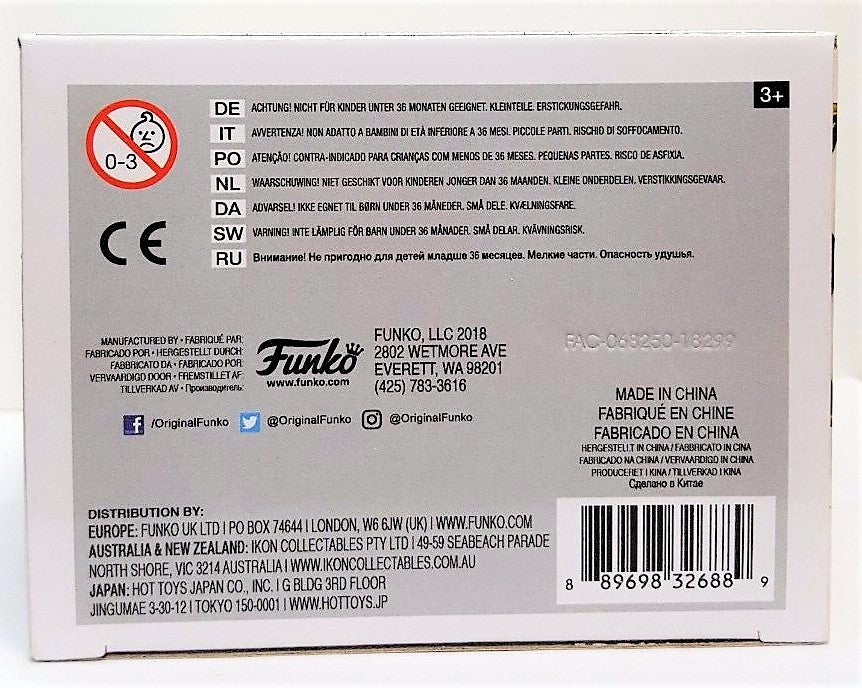 3+
0-3
DE ACHTUNG! NICHT FÜR KINDER UNTER 36 MONATEN GEEIGNET. KLEINTEILE. ERSTICKUNGSGEFAHR.
IT AVVERTENZA! NON ADATTO A BAMBINI DI ETÀ INFERIORE A 36 MESI. PICCOLE PARTI. RISCHIO DI SOFFOCAMENTO.
PO ATENÇÃO! CONTRA-INDICADO PARA CRIANÇAS COM MENOS DE 36 MESES. PEQUENAS PARTES. RISCO DE ASFIXIA.
NL WAARSCHUWING! NIET GESCHIKT VOOR KINDEREN JONGER DAN 36 MAANDEN. KLEINE ONDERDELEN. VERSTIKKINGSGEVAAR.
DA ADVARSEL! IKKE EGNET TIL BØRN UNDER 36 MÅNEDER. SMÅ DELE. KVÆLNINGSFARE.
SW VARNING! INTE LÄMPLIG FÖR BARN UNDER 36 MÅNADER. SMÅ DELAR. KVÄVNINGSRISK.
RU Внимание! Не пригодно для детей младше 36 месяцев. Мелкие части. Опасность удушья.
CE
MANUFACTURED BY • FABRIQUÉ PAR:
FABRICADO POR • HERGESTELLT DURCH:
FABBRICATO DA • FABRICADO POR:
VERVAARDIGD DOOR • FREMSTILLET AF:
TILLVERKAD AV • Производитель:
Funko
www.funko.com
FUNKO, LLC 2018
2802 WETMORE AVE
EVERETT, WA 98201
(425) 783-3616
FAC-068250-18299
/OriginalFunko @OriginalFunko @OriginalFunko
MADE IN CHINA
FABRIQUÉ EN CHINE
FABRICADO EN CHINA
HERGESTELLT IN CHINA / FABBRICATO IN CINA
FABRICADO NA CHINA / VERVAARDIGD IN CHINA
PRODUCERET I KINA / TILLVERKAD I KINA
Сделано в Китае
DISTRIBUTION BY:
EUROPE: FUNKO UK LTD | PO BOX 74644 | LONDON, W6 6JW (UK) | WWW.FUNKO.COM
AUSTRALIA & NEW ZEALAND: IKON COLLECTABLES PTY LTD | 49-59 SEABEACH PARADE
NORTH SHORE, VIC 3214 AUSTRALIA | WWW.IKONCOLLECTABLES.COM.AU
JAPAN: HOT TOYS JAPAN CO., INC. | G BLDG 3RD FLOOR
JINGUMAE 3-30-12 | TOKYO 150-0001 | WWW.HOTTOYS.JP
8 89698 32688 9